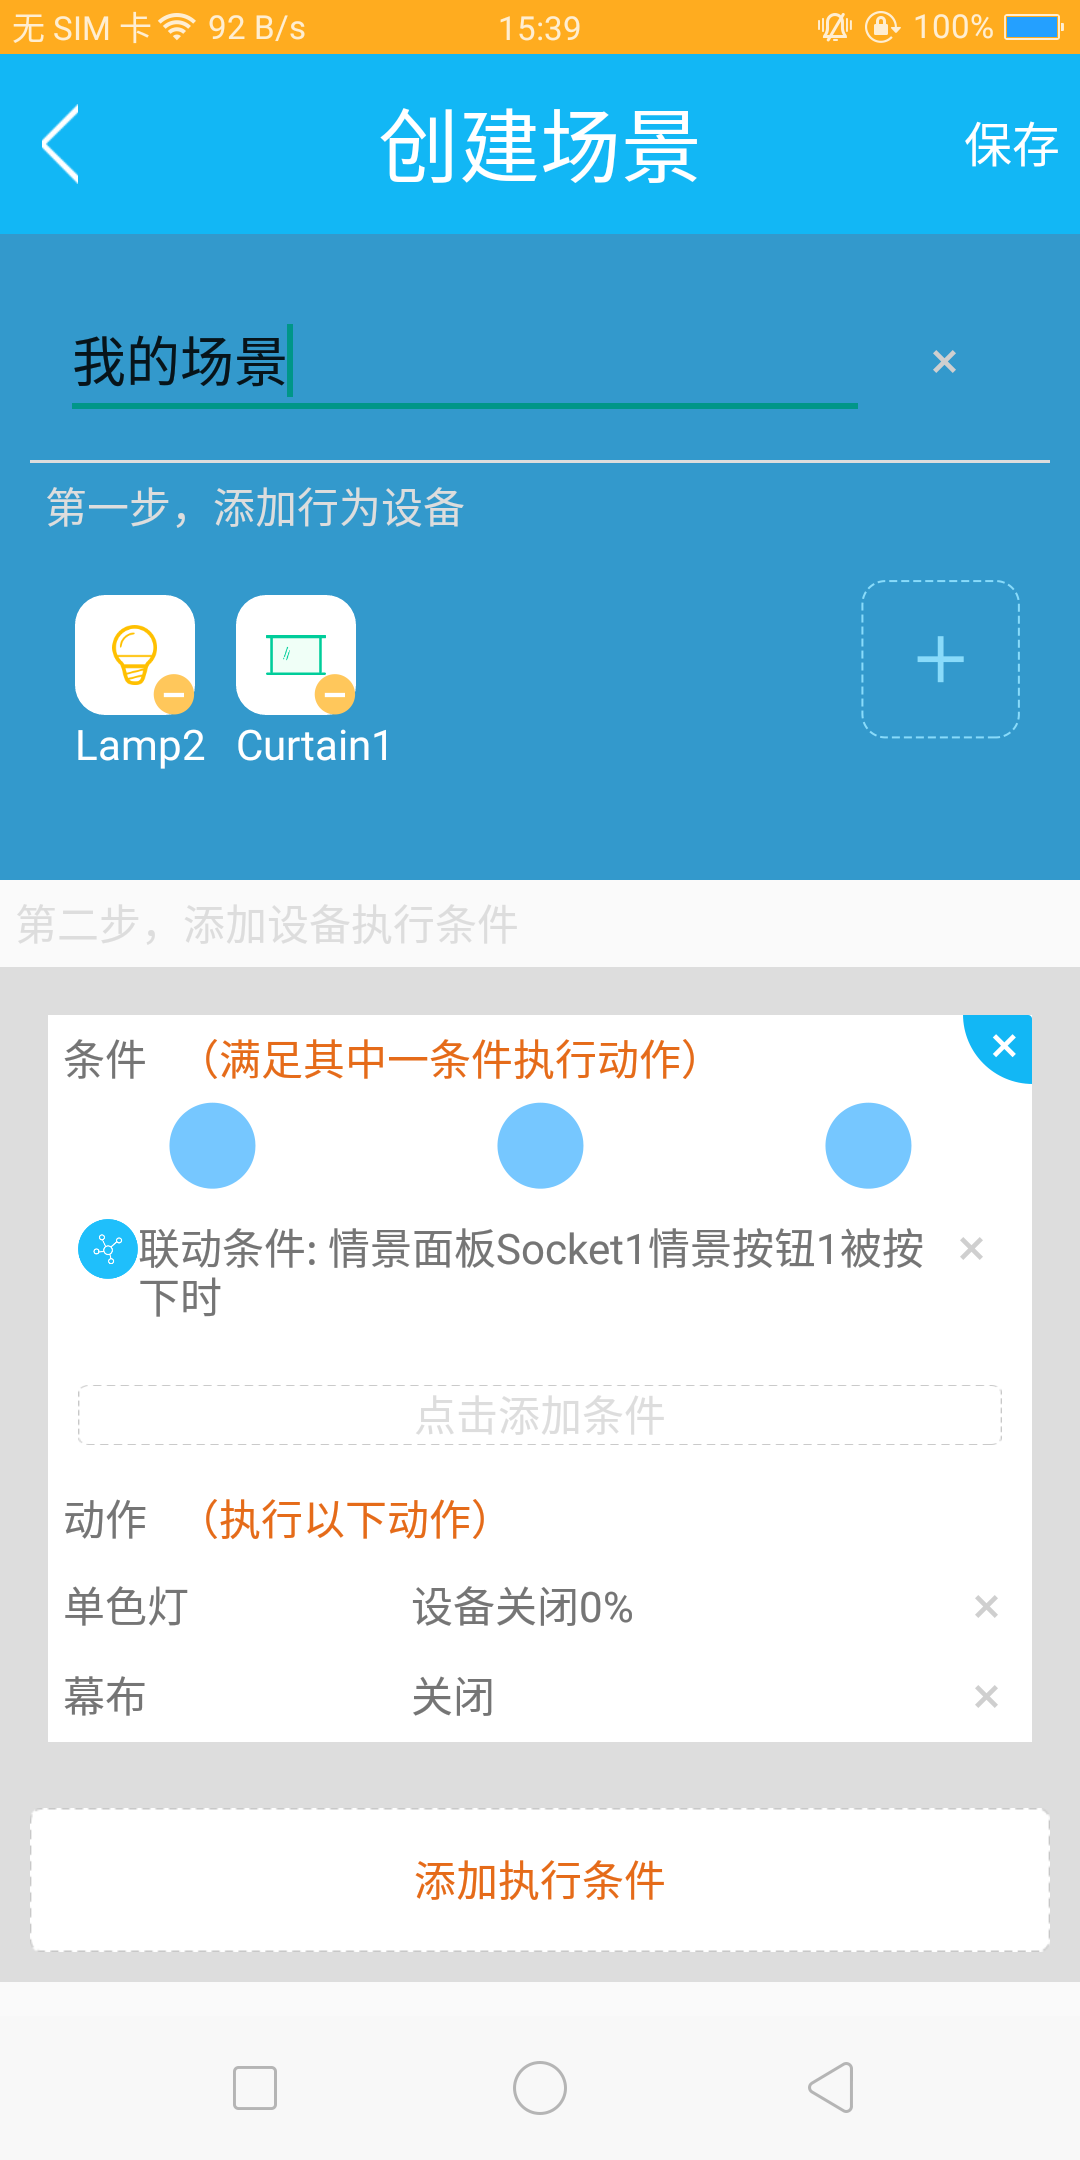 无 SIM 卡 92 B/s 15:39 100%
创建场景 保存
我的场景
第一步，添加行为设备
Lamp2 Curtain1
第二步，添加设备执行条件
条件 （满足其中一条件执行动作）
联动条件: 情景面板Socket1情景按钮1被按
下时
点击添加条件
动作 （执行以下动作）
单色灯 设备关闭0%
幕布 关闭
添加执行条件